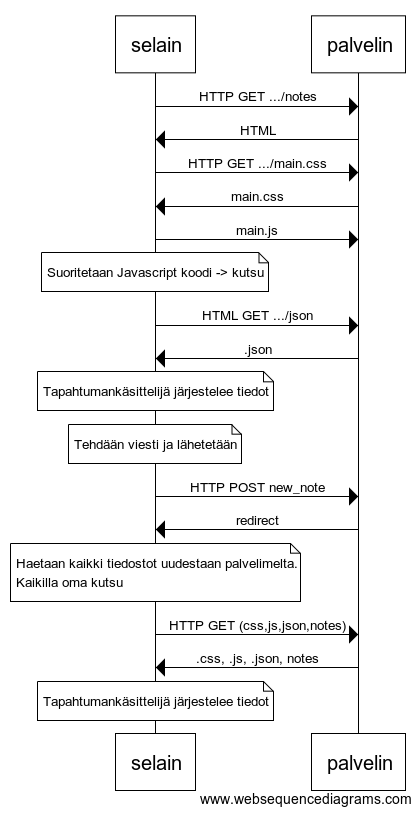 selain
palvelin
HTTP GET .../notes
HTML
HTTP GET .../main.css
main.css
main.js
Suoritetaan Javascript koodi -> kutsu
HTML GET .../json
.json
Tapahtumankäsittelijä järjestelee tiedot
Tehdään viesti ja lähetetään
HTTP POST new_note
redirect
Haetaan kaikki tiedostot uudestaan palvelimelta.
Kaikilla oma kutsu
HTTP GET (css,js,json,notes)
.css, .js, .json, notes
Tapahtumankäsittelijä järjestelee tiedot
selain
palvelin
www.websequencediagrams.com